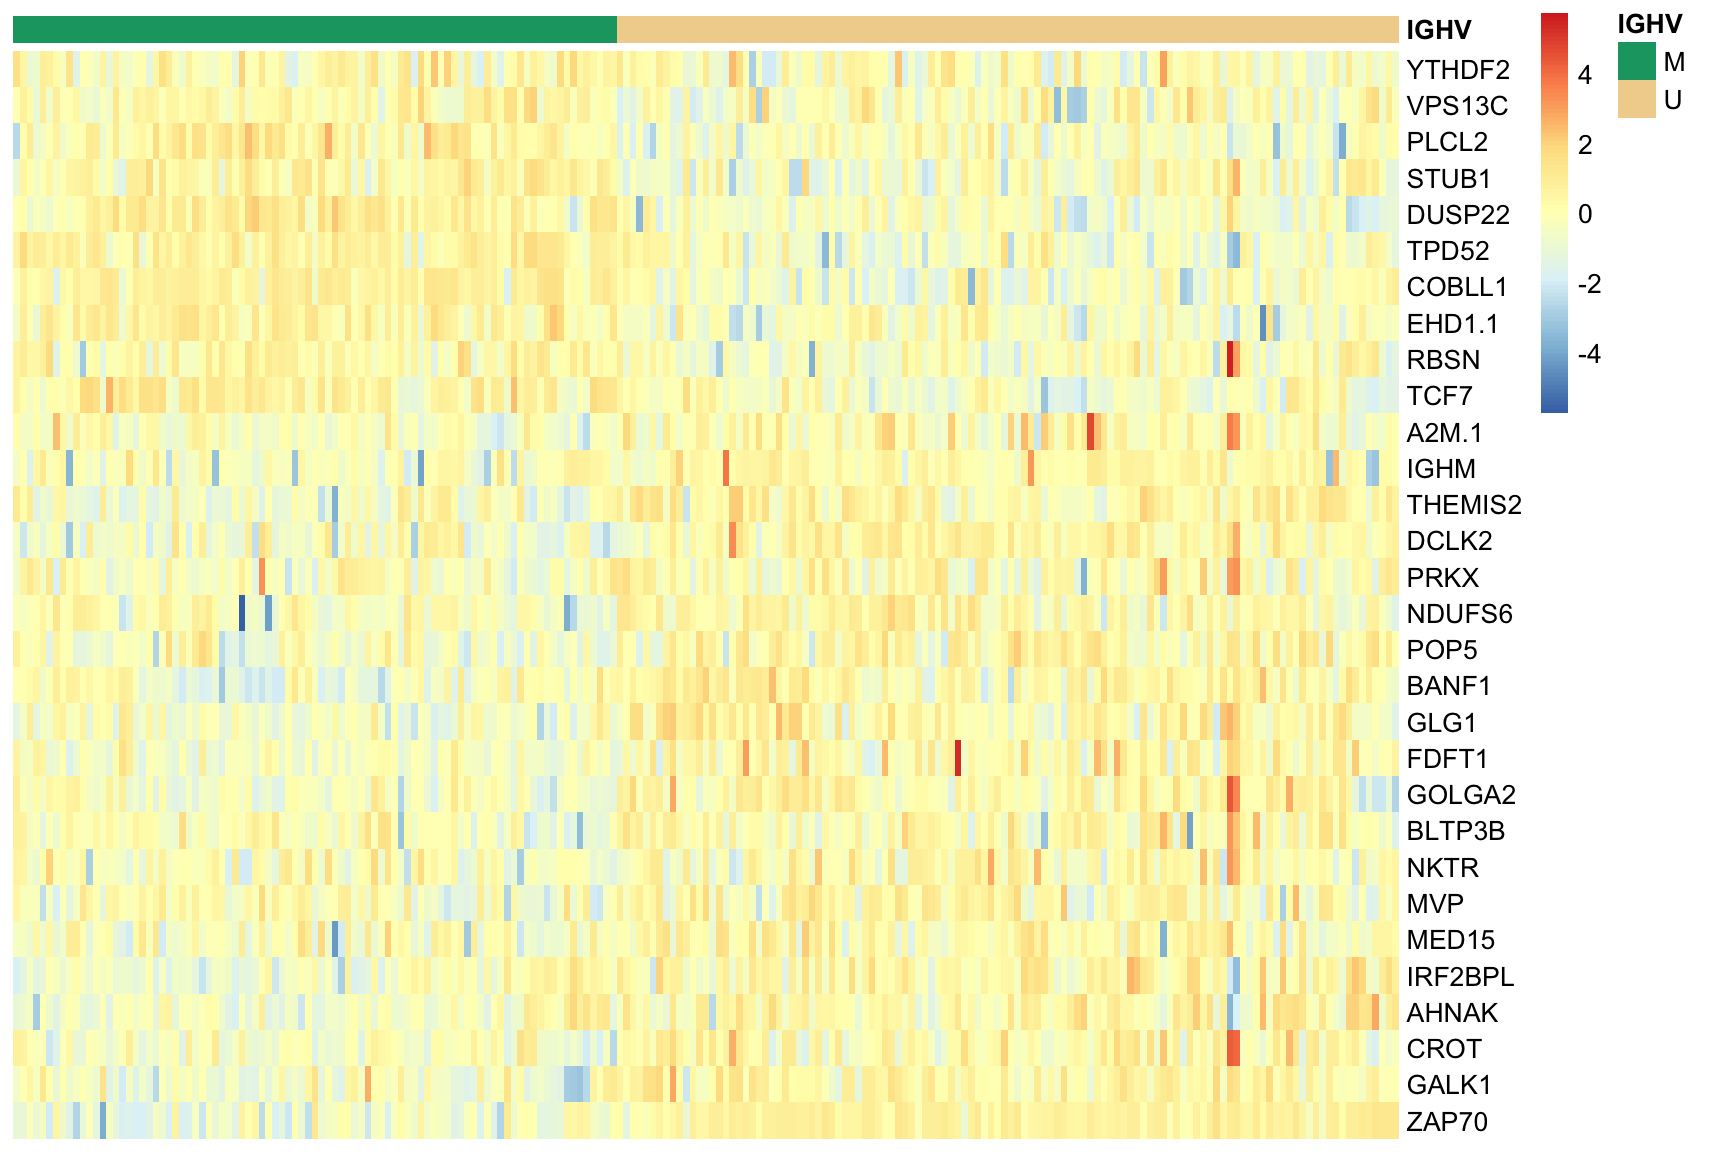 IGHV
YTHDF2
VPS13C
PLCL2
STUB1
DUSP22
TPD52
COBLL1
EHD1.1
RBSN
TCF7
A2M.1
IGHM
THEMIS2
DCLK2
PRKX
NDUFS6
POP5
BANF1
GLG1
FDFT1
GOLGA2
BLTP3B
NKTR
MVP
MED15
IRF2BPL
AHNAK
CROT
GALK1
ZAP70
4
2
0
-2
-4
IGHV
M
U